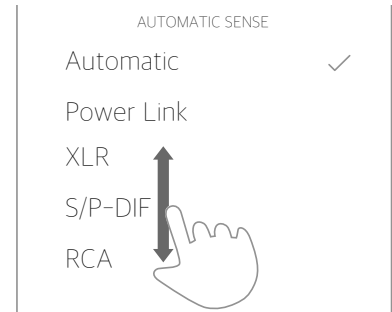 AUTOMATIC SENSE
Automatic
Power Link
XLR
S/P-DIF
RCA